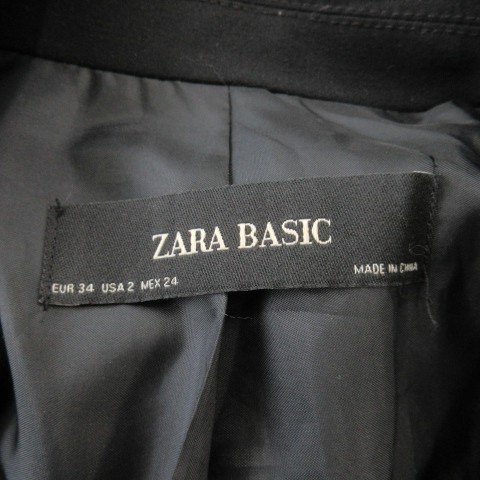 ZARA BASIC
EUR 34 USA 2 MEX 24
MADE IN CHINA